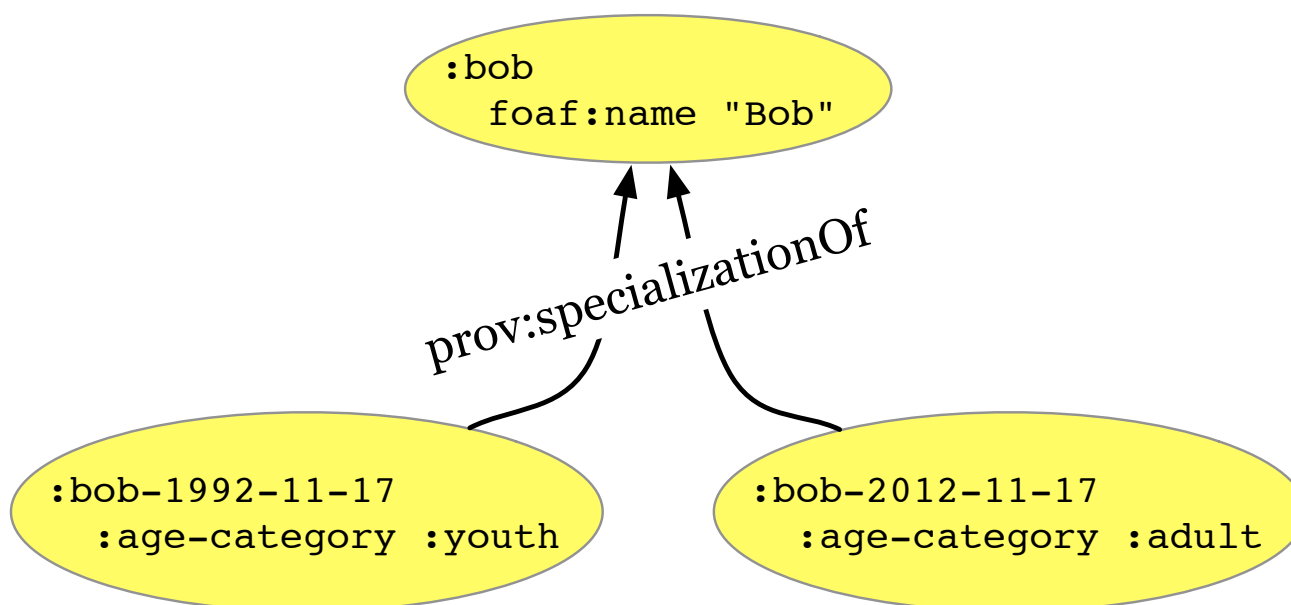 :bob
foaf:name "Bob"
prov:specializationOf
:bob-1992-11-17
:age-category :youth
:bob-2012-11-17
:age-category :adult